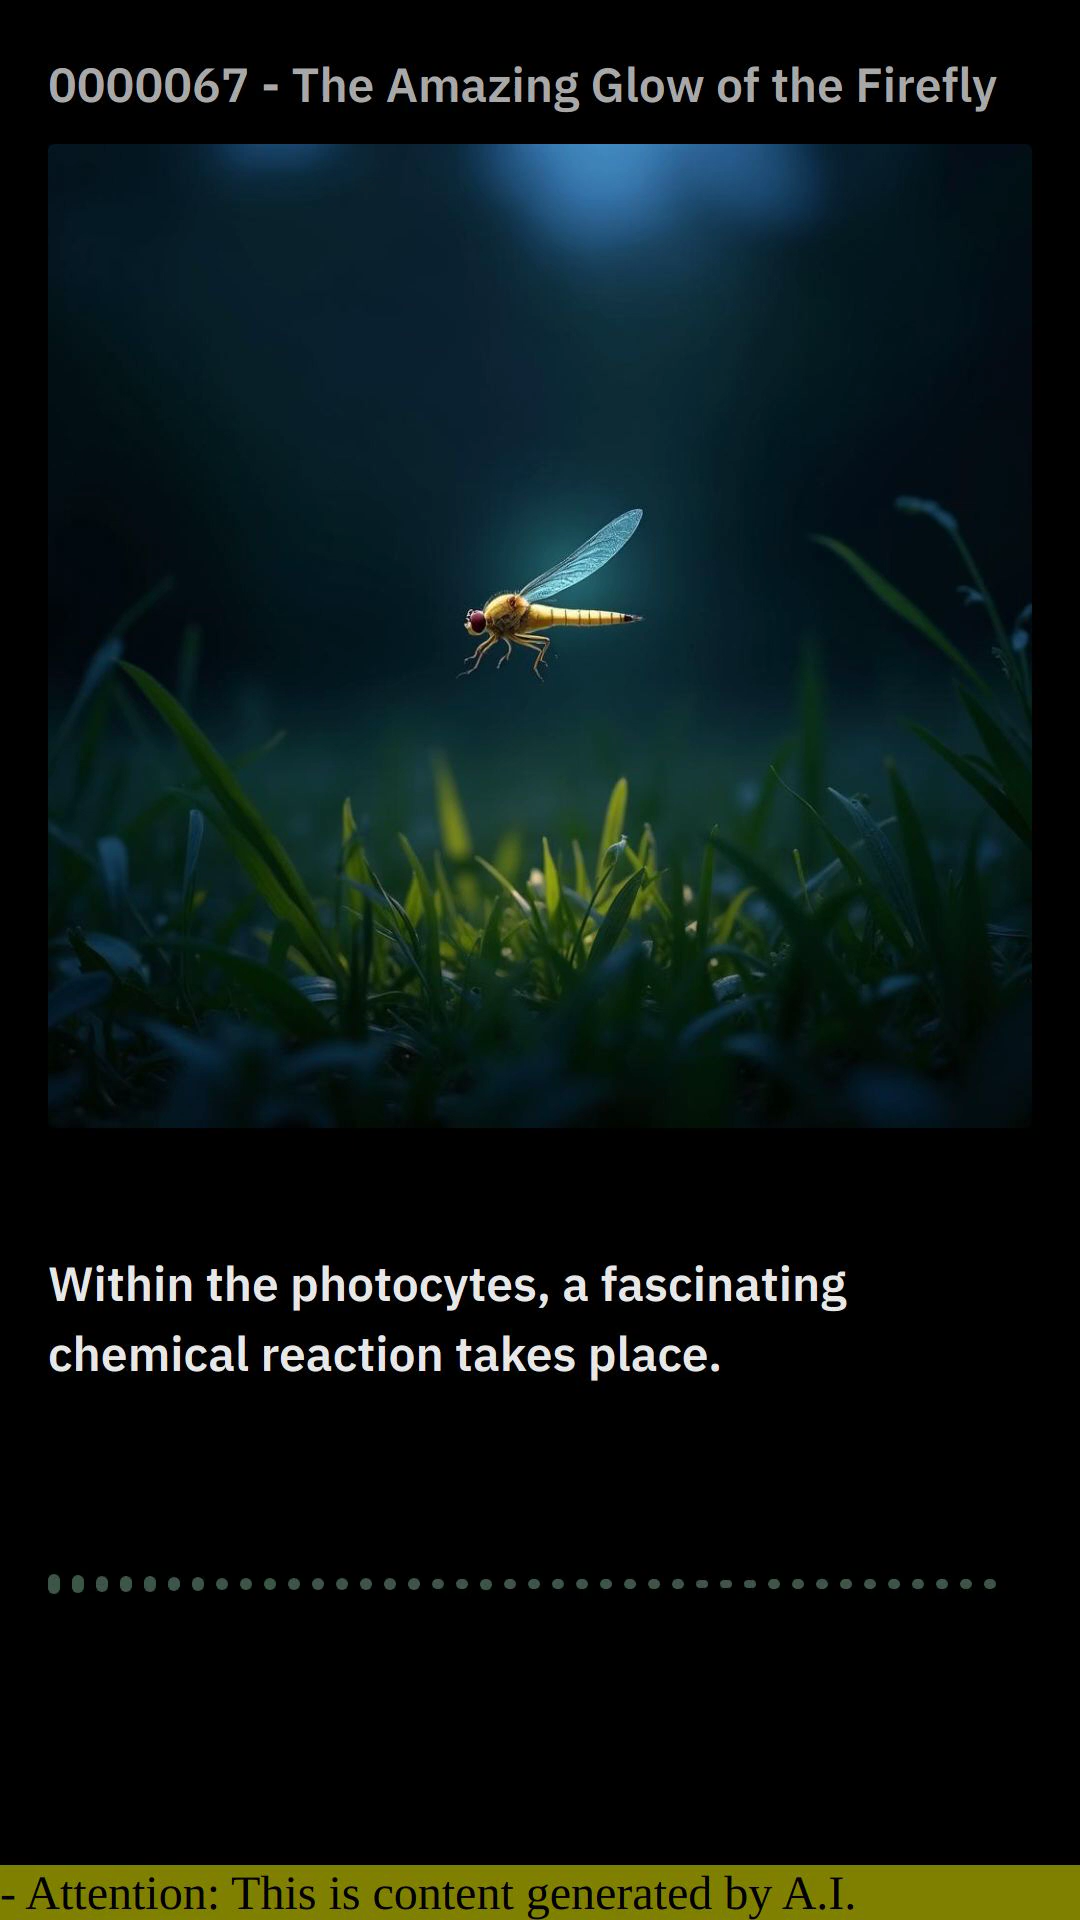 0000067 - The Amazing Glow of the Firefly
Within the photocytes, a fascinating
chemical reaction takes place.
- Attention: This is content generated by A.I.